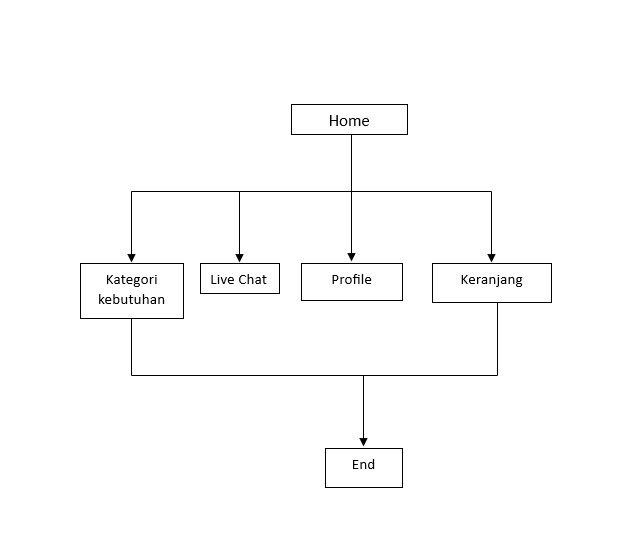 Home
Kategori
kebutuhan
Live Chat
Profile
Keranjang
End